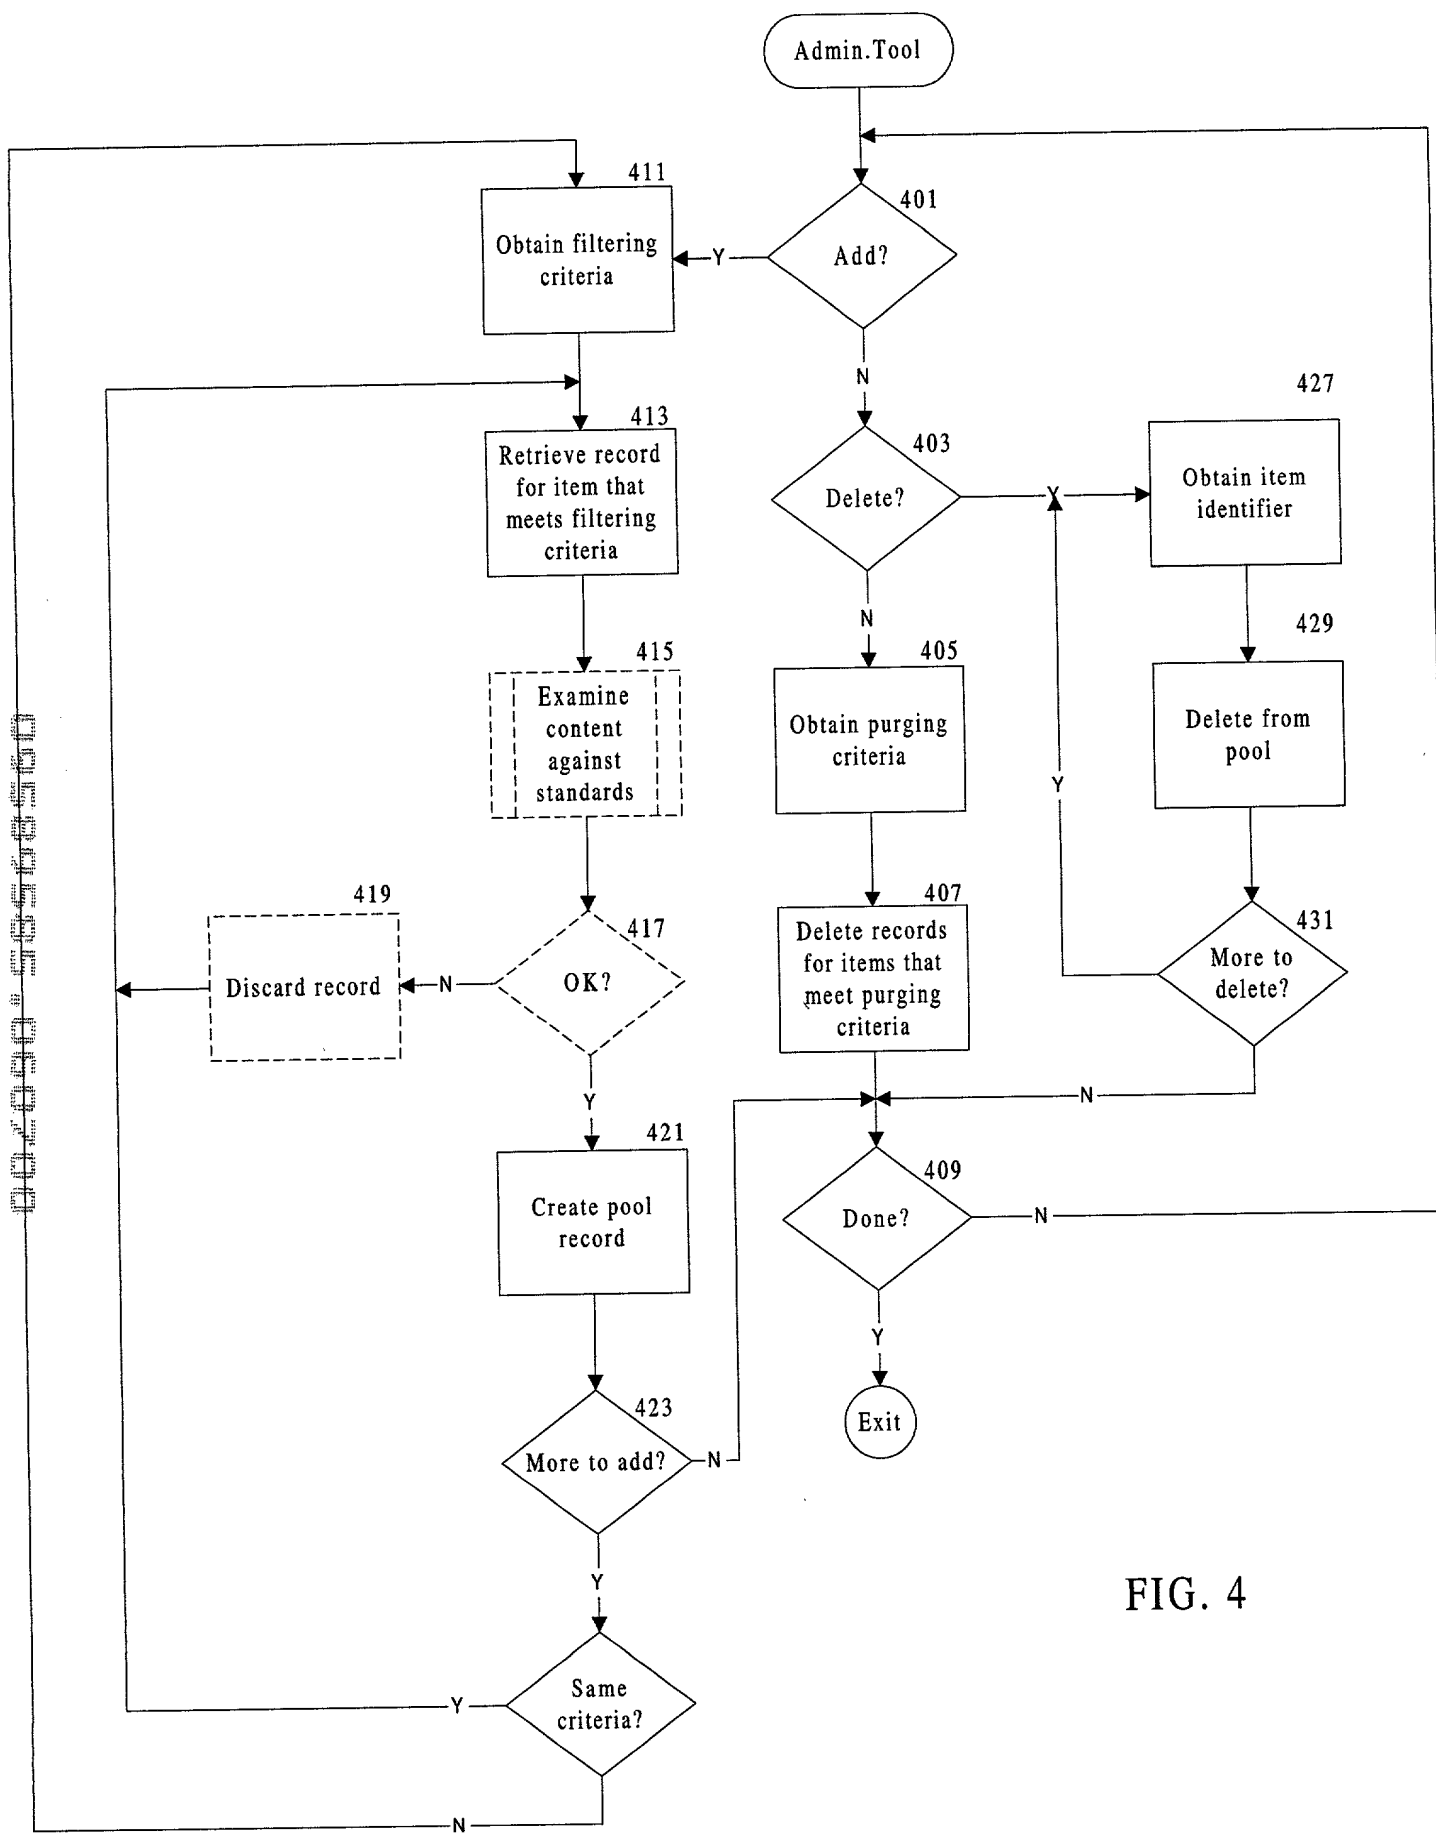 Admin.Tool
411
Obtain filtering
criteria
401
Add?
Y
N
413
Retrieve record
for item that
meets filtering
criteria
403
Delete?
Y
N
427
Obtain item
identifier
415
Examine
content
against
standards
405
Obtain purging
criteria
429
Delete from
pool
Y
419
Discard record
417
OK?
N
Y
407
Delete records
for items that
meet purging
criteria
431
More to
delete?
N
421
Create pool
record
409
Done?
N
Y
Exit
423
More to add?
N
Y
Same
criteria?
Y
N
FIG. 4